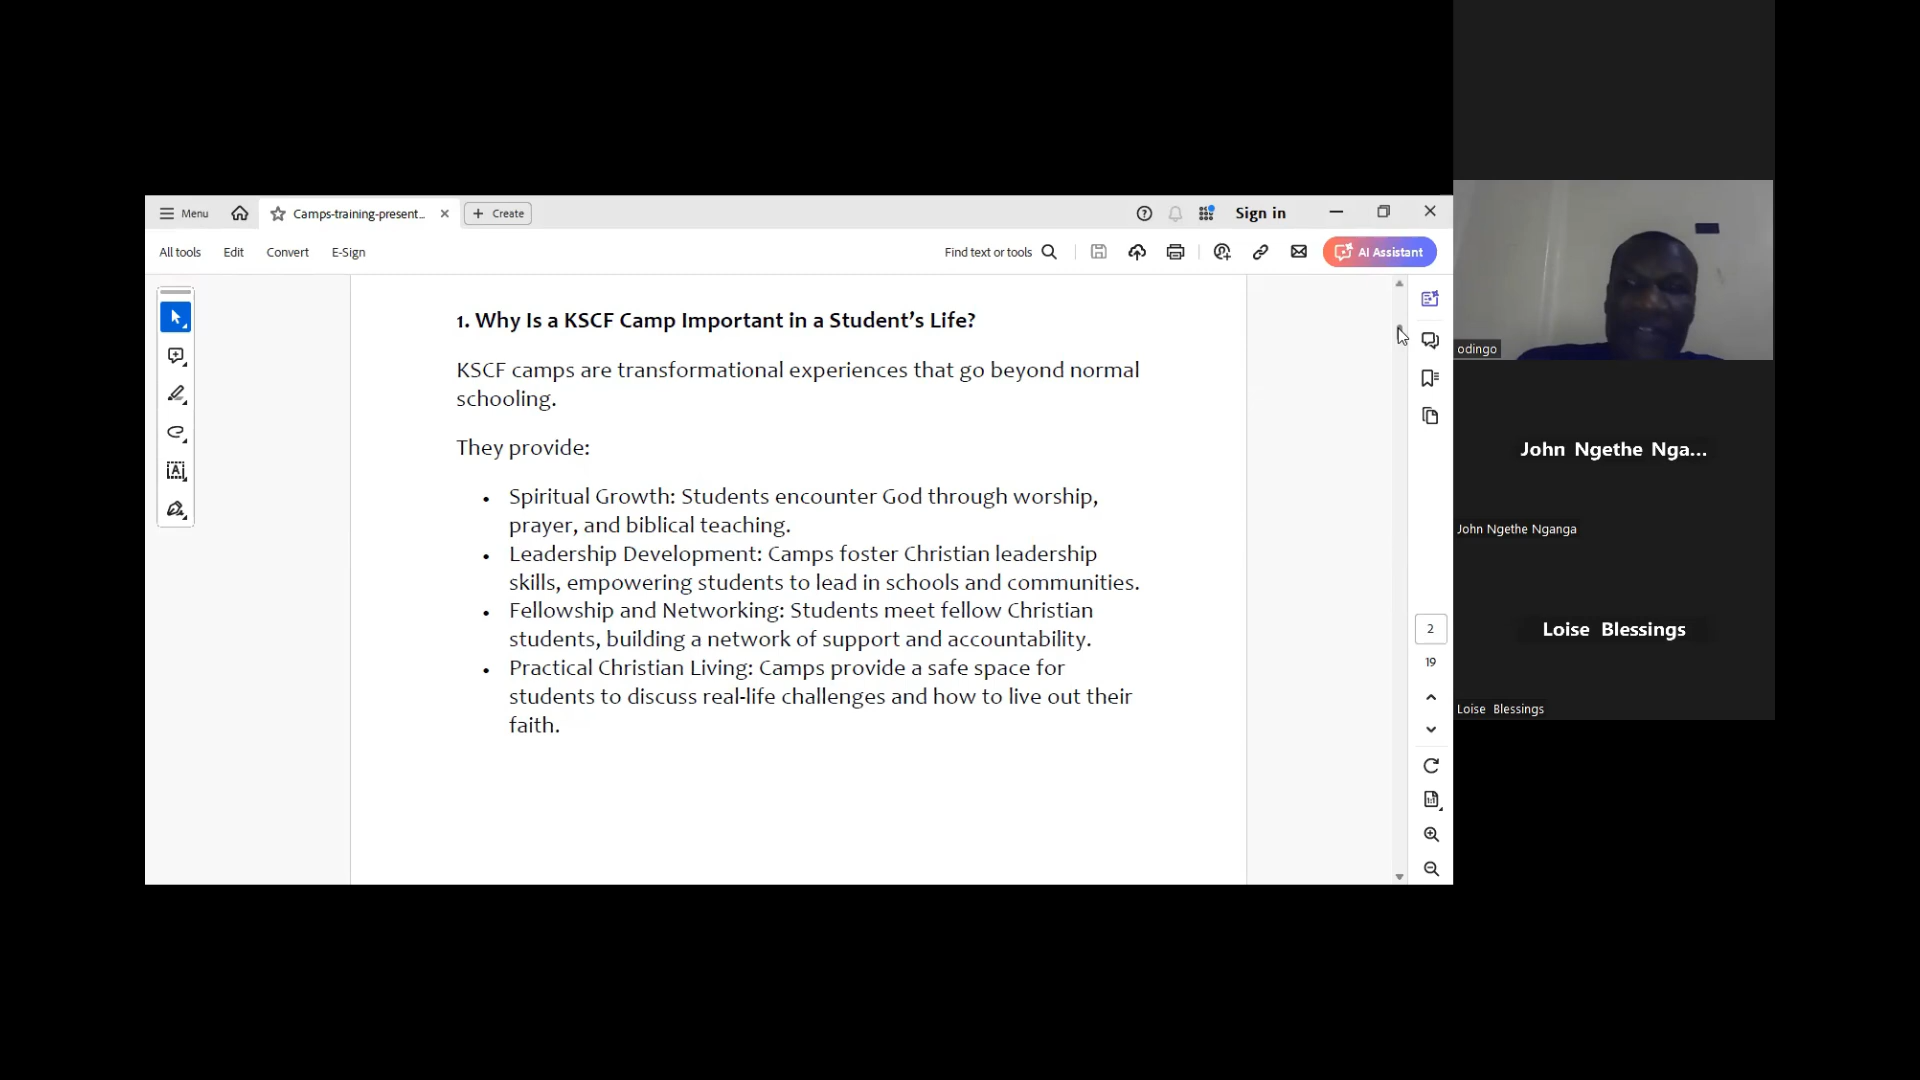 Menu
Camps-training-present...
Create
Sign in
All tools
Edit
Convert
E-Sign
Find text or tools
AI Assistant
1. Why Is a KSCF Camp Important in a Student’s Life?
KSCF camps are transformational experiences that go beyond normal
schooling.
They provide:
• Spiritual Growth: Students encounter God through worship,
prayer, and biblical teaching.
• Leadership Development: Camps foster Christian leadership
skills, empowering students to lead in schools and communities.
• Fellowship and Networking: Students meet fellow Christian
students, building a network of support and accountability.
• Practical Christian Living: Camps provide a safe space for
students to discuss real-life challenges and how to live out their
faith.
2
19
odingo
John Ngethe Nga...
John Ngethe Nganga
Loise Blessings
Loise Blessings